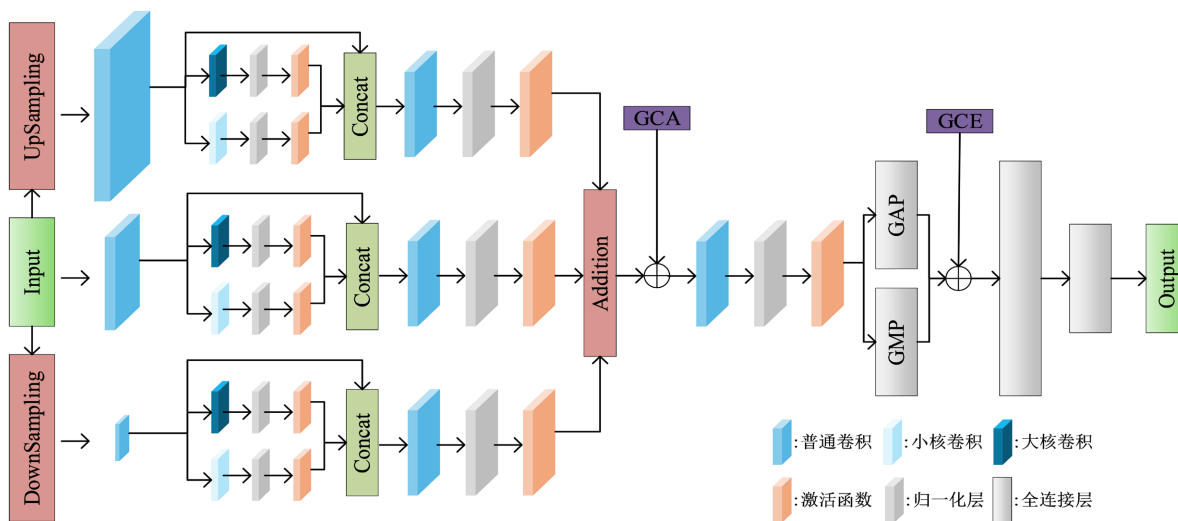 UpSampling
Input
DownSampling
Concat
Concat
Concat
Addition
GCA
GCE
GAP
GMP
Output
:普通卷积
:小核卷积
:大核卷积
:激活函数
:归一化层
:全连接层